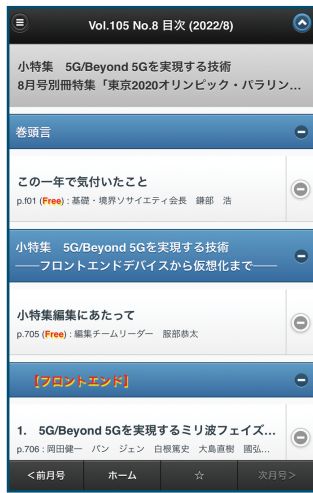 Vol.105 No.8 目次 (2022/8)
小特集　5G/Beyond 5Gを実現する技術
8月号別冊特集「東京2020オリンピック・パラリン…
巻頭言
この一年で気付いたこと
p.f01 (Free) : 基礎・境界ソサイエティ会長　鎌部　浩
小特集　5G/Beyond 5Gを実現する技術
――フロントエンドデバイスから仮想化まで――
小特集編集にあたって
p.705 (Free) : 編集チームリーダー　服部恭太
【フロントエンド】
1.　5G/Beyond 5Gを実現するミリ波フェイズ…
p.706 : 岡田健一　パン　ジェン　白根篤史　大島直樹　國弘…
＜前月号
ホーム
☆
次月号＞